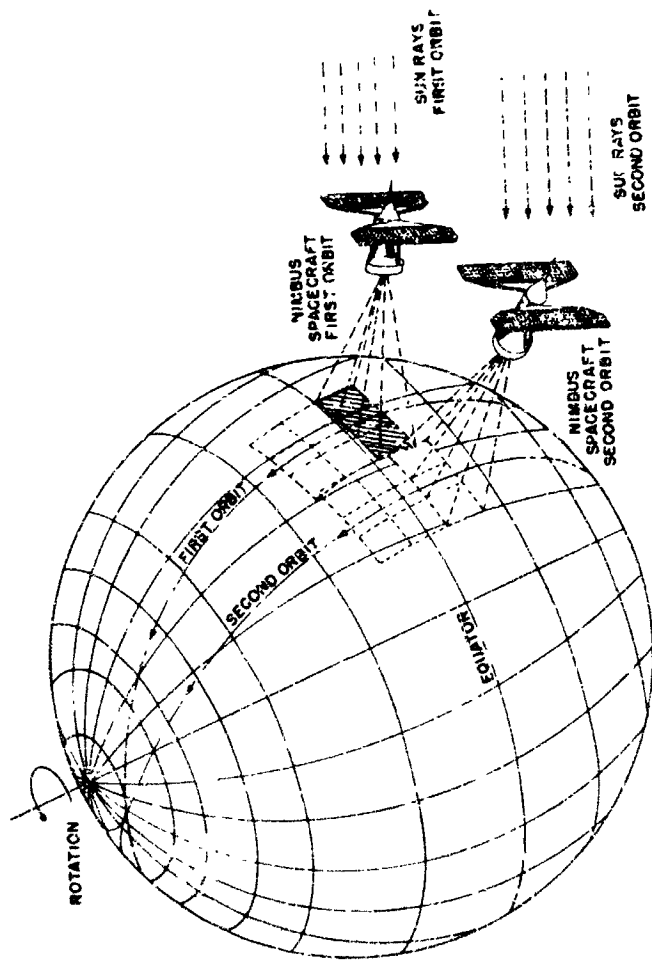 ROTATION
FIRST ORBIT
SECOND ORBIT
EQUATOR
NIMBUS
SPACECRAFT
FIRST ORBIT
NIMBUS
SPACECRAFT
SECOND ORBIT
SUN RAYS
FIRST ORBIT
SUN RAYS
SECOND ORBIT